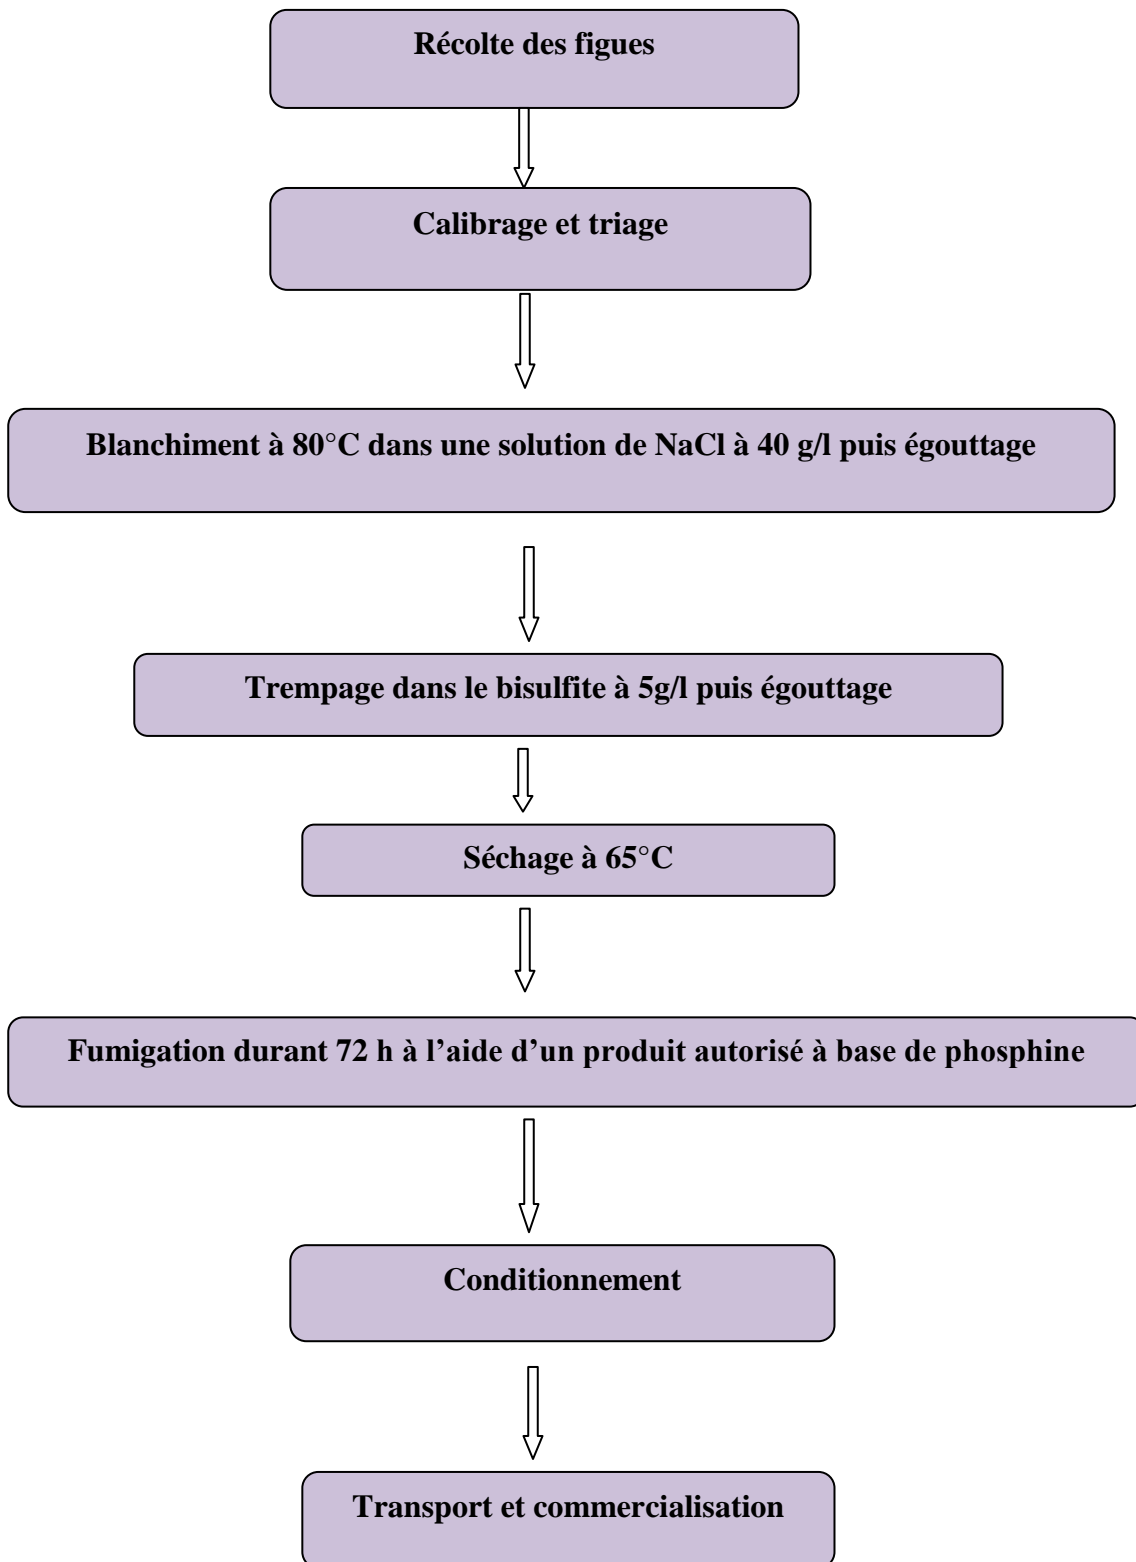 Récolte des figues
Calibrage et triage
Blanchiment à 80°C dans une solution de NaCl à 40 g/l puis égouttage
Trempage dans le bisulfite à 5g/l puis égouttage
Séchage à 65°C
Fumigation durant 72 h à l’aide d’un produit autorisé à base de phosphine
Conditionnement
Transport et commercialisation